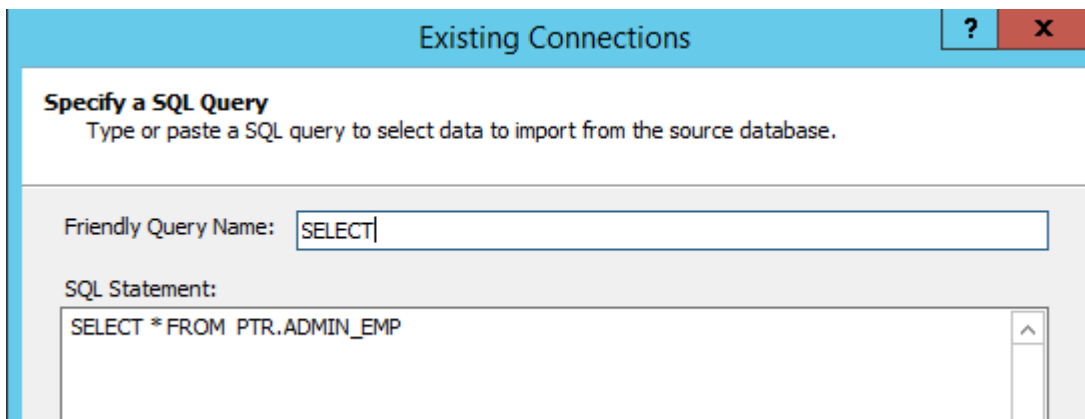 Existing Connections
? x
Specify a SQL Query
Type or paste a SQL query to select data to import from the source database.
Friendly Query Name: SELECT
SQL Statement:
SELECT * FROM PTR.ADMIN_EMP